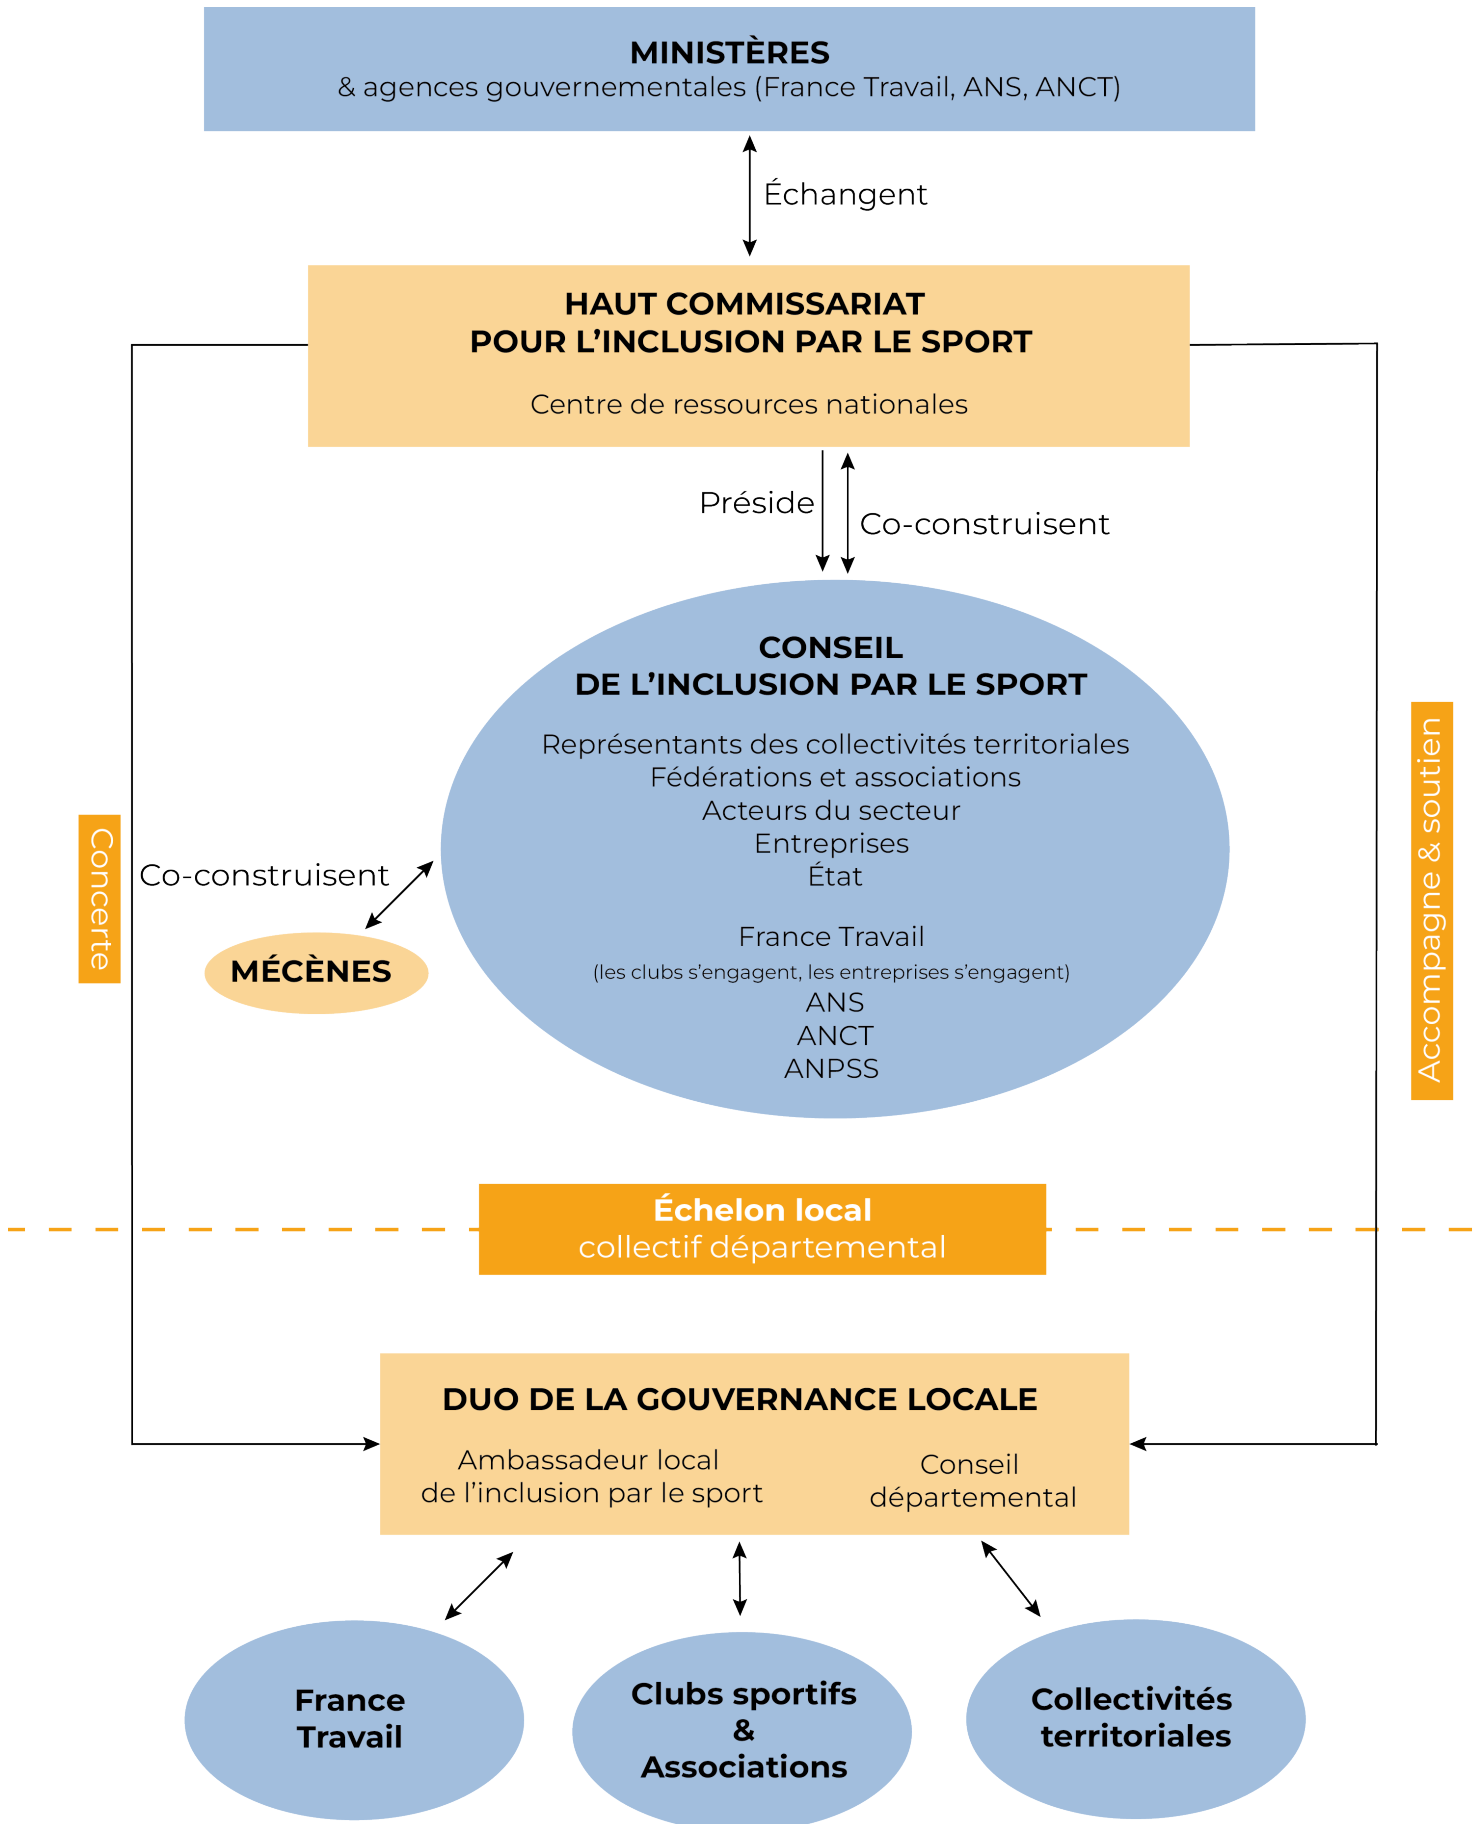 MINISTÈRES
& agences gouvernementales (France Travail, ANS, ANCT)
Échangent
HAUT COMMISSARIAT
POUR L’INCLUSION PAR LE SPORT
Centre de ressources nationales
Préside
Co-construisent
CONSEIL
DE L’INCLUSION PAR LE SPORT
Représentants des collectivités territoriales
Fédérations et associations
Acteurs du secteur
Entreprises
État
France Travail
(les clubs s’engagent, les entreprises s’engagent)
ANS
ANCT
ANPSS
Concerte
Co-construisent
MÉCÈNES
Accompagne & soutien
Échelon local
collectif départemental
DUO DE LA GOUVERNANCE LOCALE
Ambassadeur local
de l’inclusion par le sport
Conseil
départemental
France
Travail
Clubs sportifs
&
Associations
Collectivités
territoriales